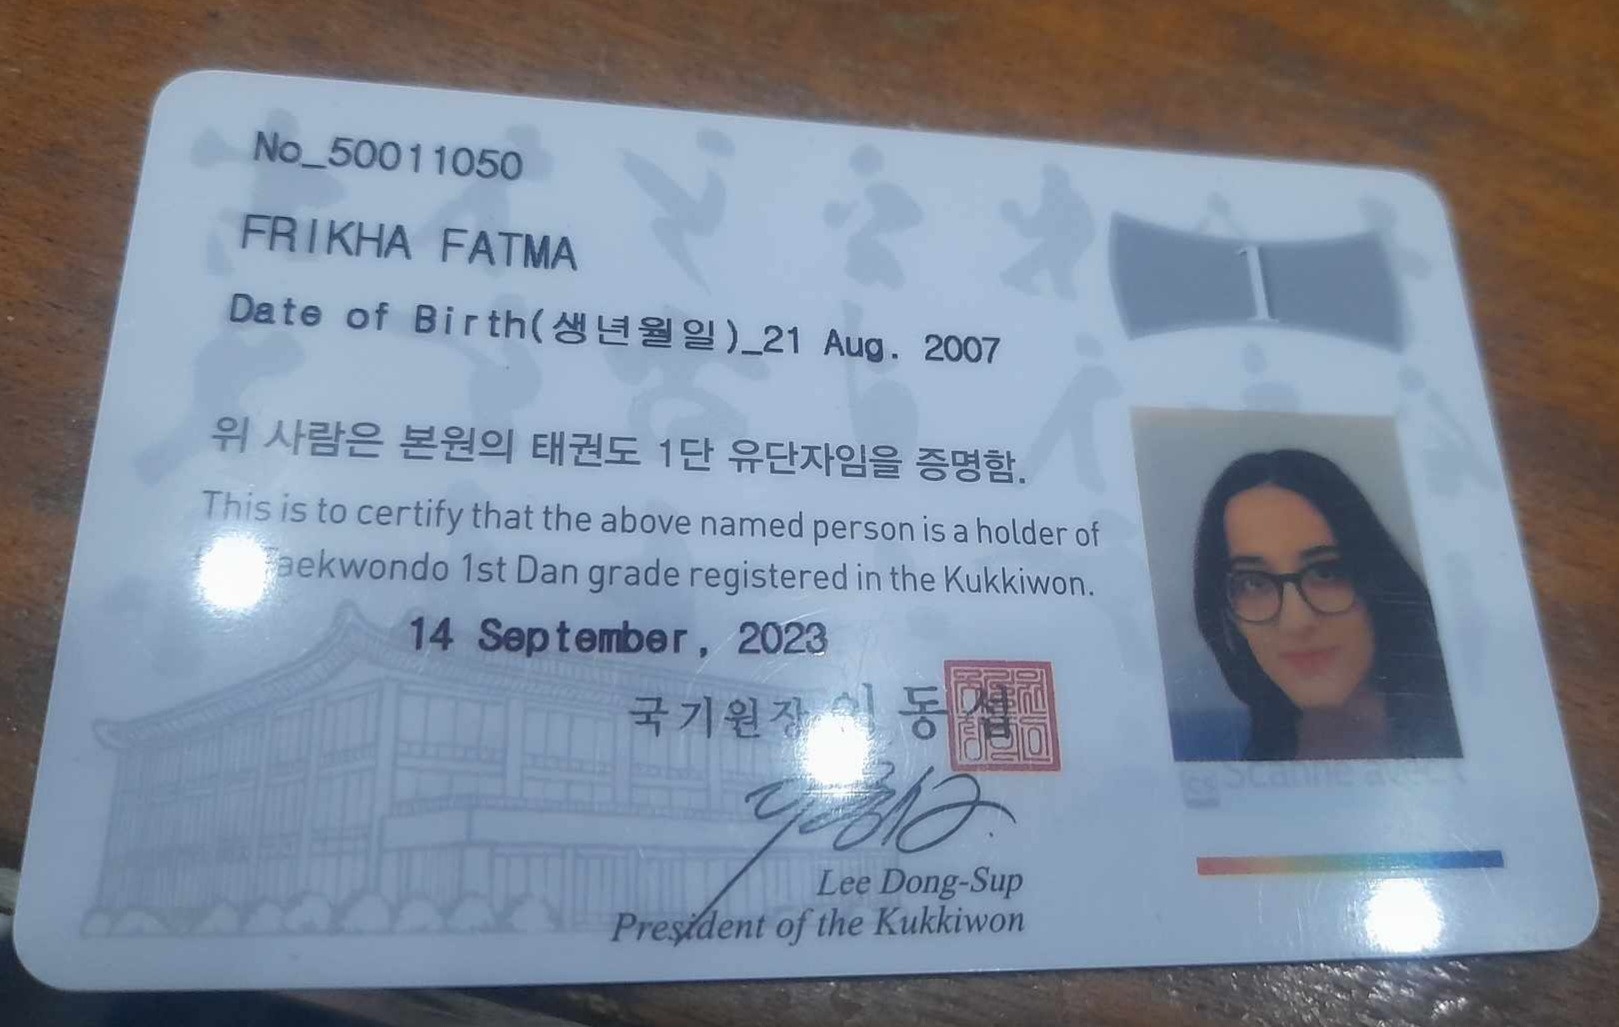 No_50011050
1
FRIKHA FATMA
Date of Birth(생년월일)_21 Aug. 2007
위 사람은 본원의 태권도 1단 유단자임을 증명함.
This is to certify that the above named person is a holder of
Taekwondo 1st Dan grade registered in the Kukkiwon.
14 September, 2023
국기원장 이 동 섭
Lee Dong-Sup
President of the Kukkiwon